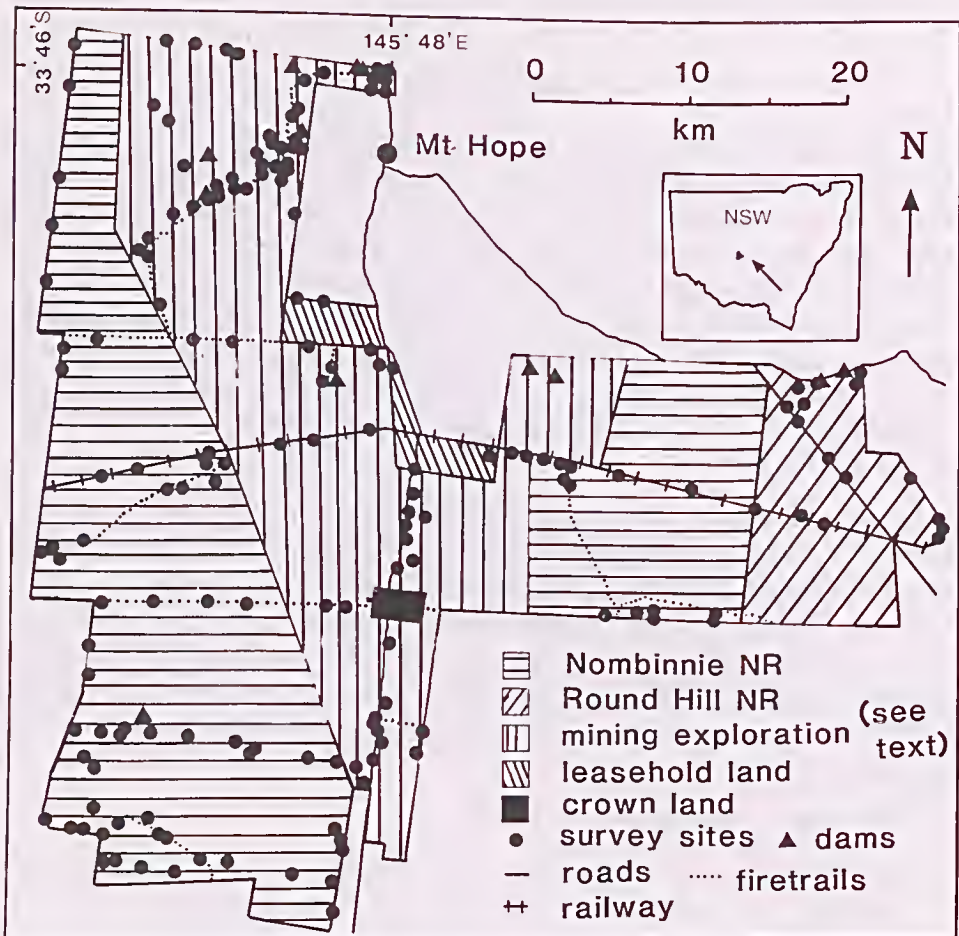 33°46'S
145°48'E
0 10 20
km
Mt Hope
N
NSW
Nombinnie NR
Round Hill NR
mining exploration (see text)
leasehold land
crown land
survey sites dams
roads firetrails
railway